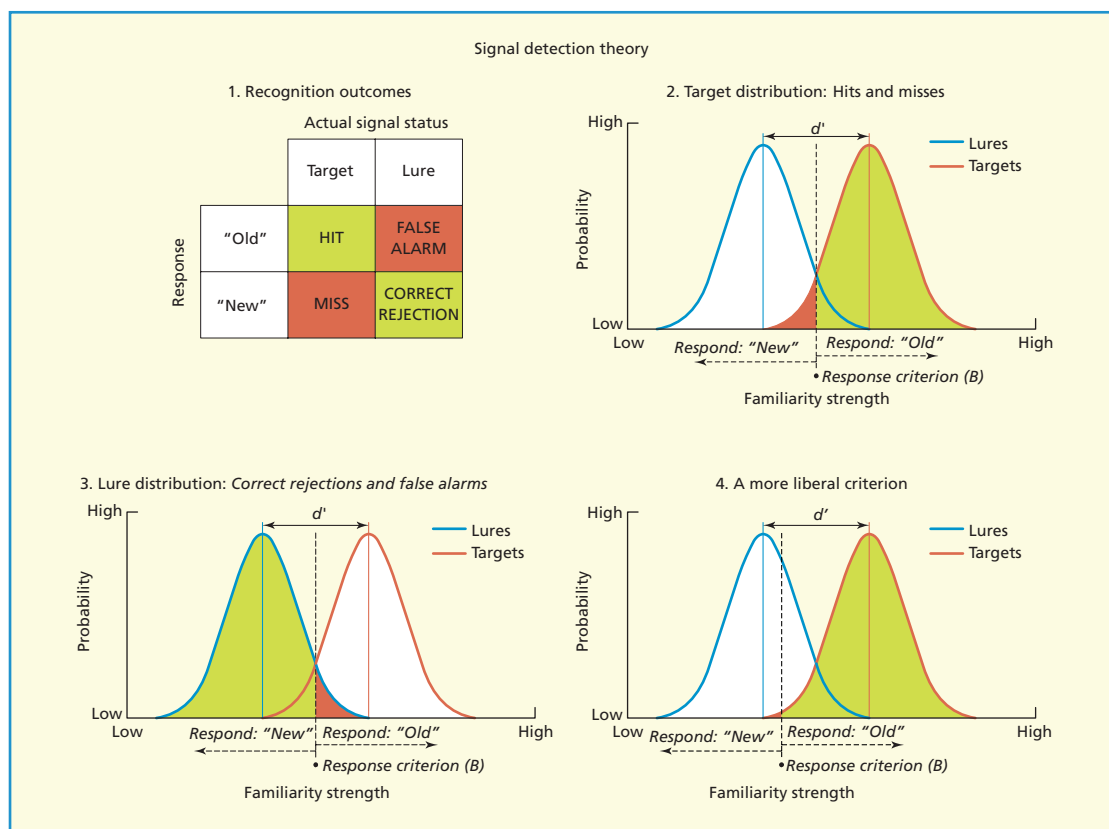 Signal detection theory
1. Recognition outcomes
Actual signal status
Target
Lure
Response
"Old"
HIT
FALSE
ALARM
"New"
MISS
CORRECT
REJECTION
2. Target distribution: Hits and misses
High
d'
Lures
Targets
Probability
Low
Low
Respond: "New"
Respond: "Old"
High
• Response criterion (B)
Familiarity strength
3. Lure distribution: Correct rejections and false alarms
High
d'
Lures
Targets
Probability
Low
Low
Respond: "New"
Respond: "Old"
High
• Response criterion (B)
Familiarity strength
4. A more liberal criterion
High
d′
Lures
Targets
Probability
Low
Low
Respond: "New"
Respond: "Old"
High
• Response criterion (B)
Familiarity strength